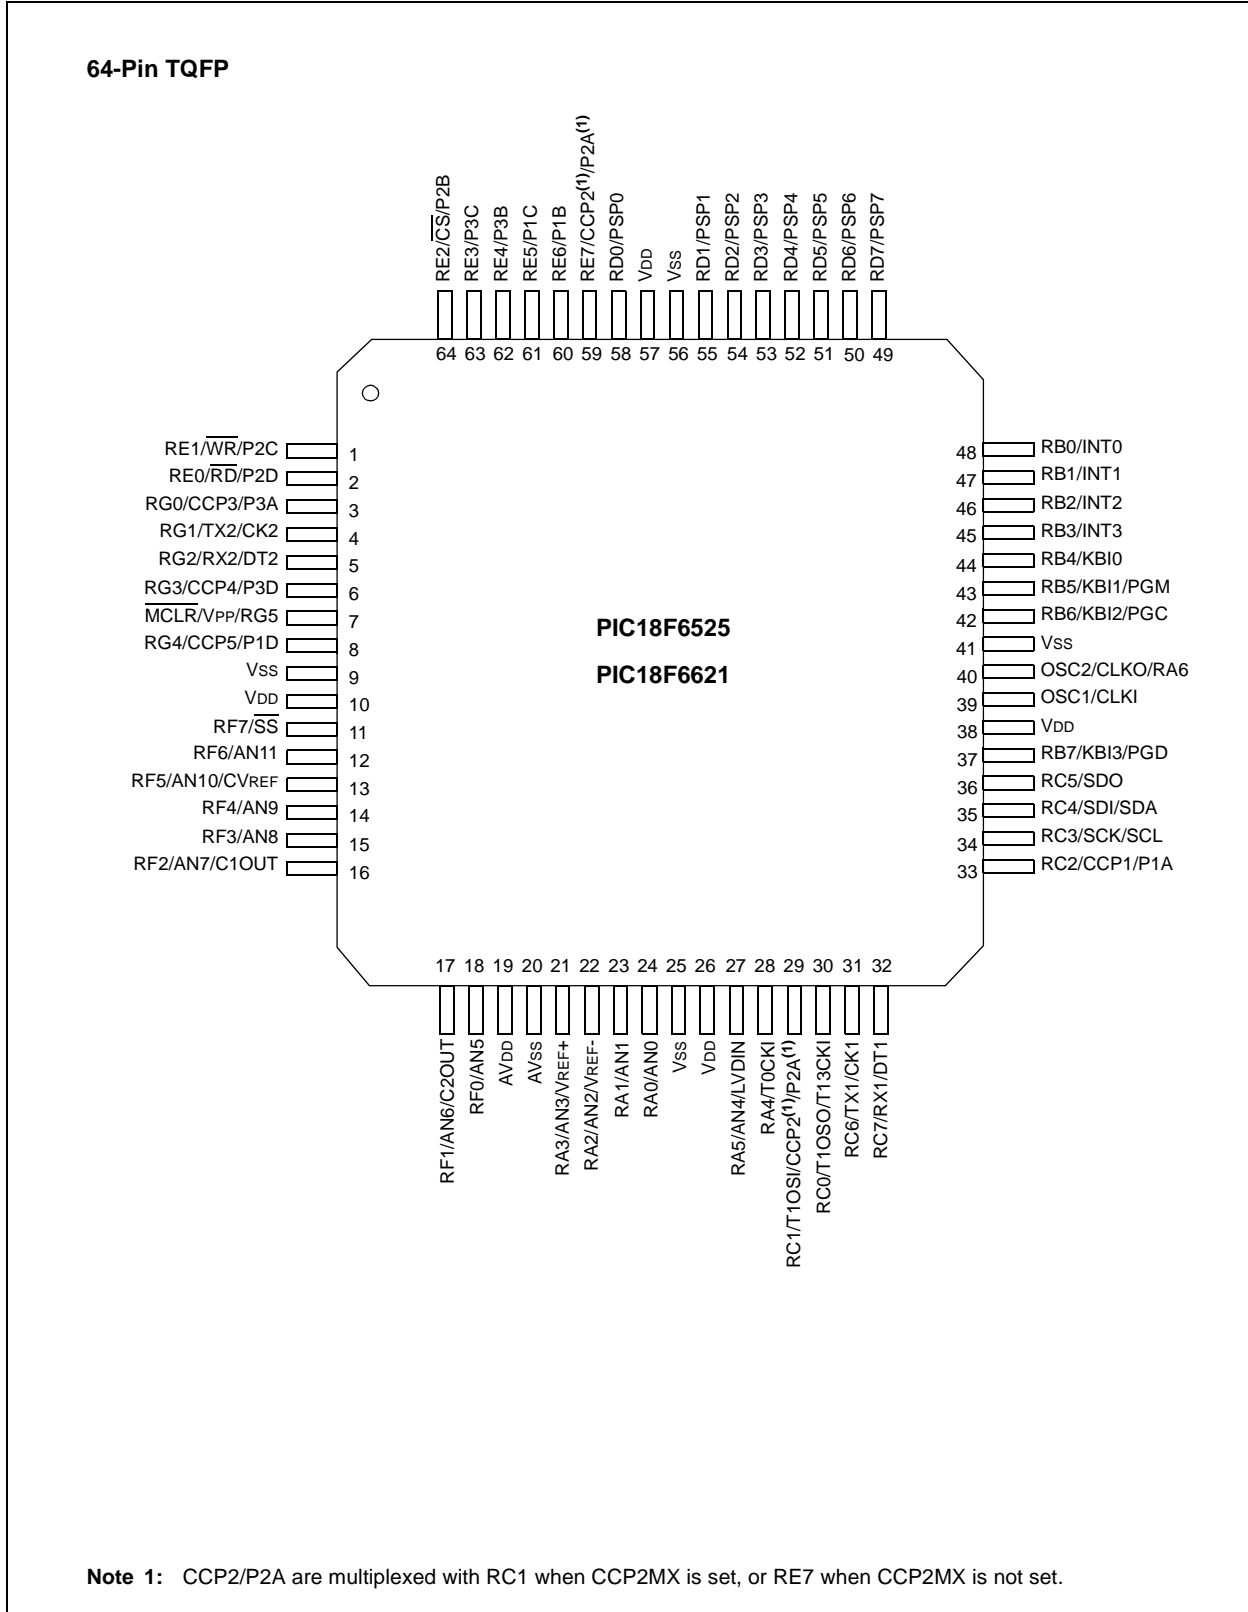 64-Pin TQFP
RE2/CS/P2B
RE3/P3C
RE4/P3B
RE5/P1C
RE6/P1B
RE7/CCP2(1)/P2A(1)
RD0/PSP0
VDD
VSS
RD1/PSP1
RD2/PSP2
RD3/PSP3
RD4/PSP4
RD5/PSP5
RD6/PSP6
RD7/PSP7
64 63 62 61 60 59 58 57 56 55 54 53 52 51 50 49
RE1/WR/P2C 1
RE0/RD/P2D 2
RG0/CCP3/P3A 3
RG1/TX2/CK2 4
RG2/RX2/DT2 5
RG3/CCP4/P3D 6
MCLR/VPP/RG5 7
RG4/CCP5/P1D 8
VSS 9
VDD 10
RF7/SS 11
RF6/AN11 12
RF5/AN10/CVREF 13
RF4/AN9 14
RF3/AN8 15
RF2/AN7/C1OUT 16
PIC18F6525
PIC18F6621
48 RB0/INT0
47 RB1/INT1
46 RB2/INT2
45 RB3/INT3
44 RB4/KBI0
43 RB5/KBI1/PGM
42 RB6/KBI2/PGC
41 VSS
40 OSC2/CLKO/RA6
39 OSC1/CLKI
38 VDD
37 RB7/KBI3/PGD
36 RC5/SDO
35 RC4/SDI/SDA
34 RC3/SCK/SCL
33 RC2/CCP1/P1A
17 18 19 20 21 22 23 24 25 26 27 28 29 30 31 32
RF1/AN6/C2OUT
RF0/AN5
AVDD
AVSS
RA3/AN3/VREF+
RA2/AN2/VREF-
RA1/AN1
RA0/AN0
VSS
VDD
RA5/AN4/LVDIN
RA4/T0CKI
RC1/T1OSI/CCP2(1)/P2A(1)
RC0/T1OSO/T13CKI
RC6/TX1/CK1
RC7/RX1/DT1
Note 1: CCP2/P2A are multiplexed with RC1 when CCP2MX is set, or RE7 when CCP2MX is not set.